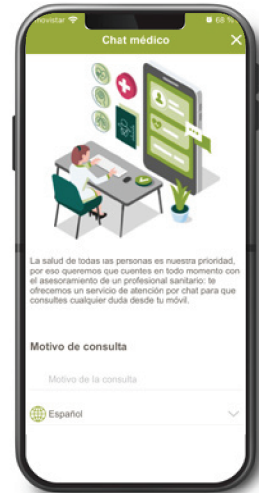 movistar 68 %
Chat médico
La salud de todas las personas es nuestra prioridad,
por eso queremos que cuentes en todo momento con
el asesoramiento de un profesional sanitario: te
ofrecemos un servicio de atención por chat para que
consultes cualquier duda desde tu móvil.
Motivo de consulta
Motivo de la consulta
Español